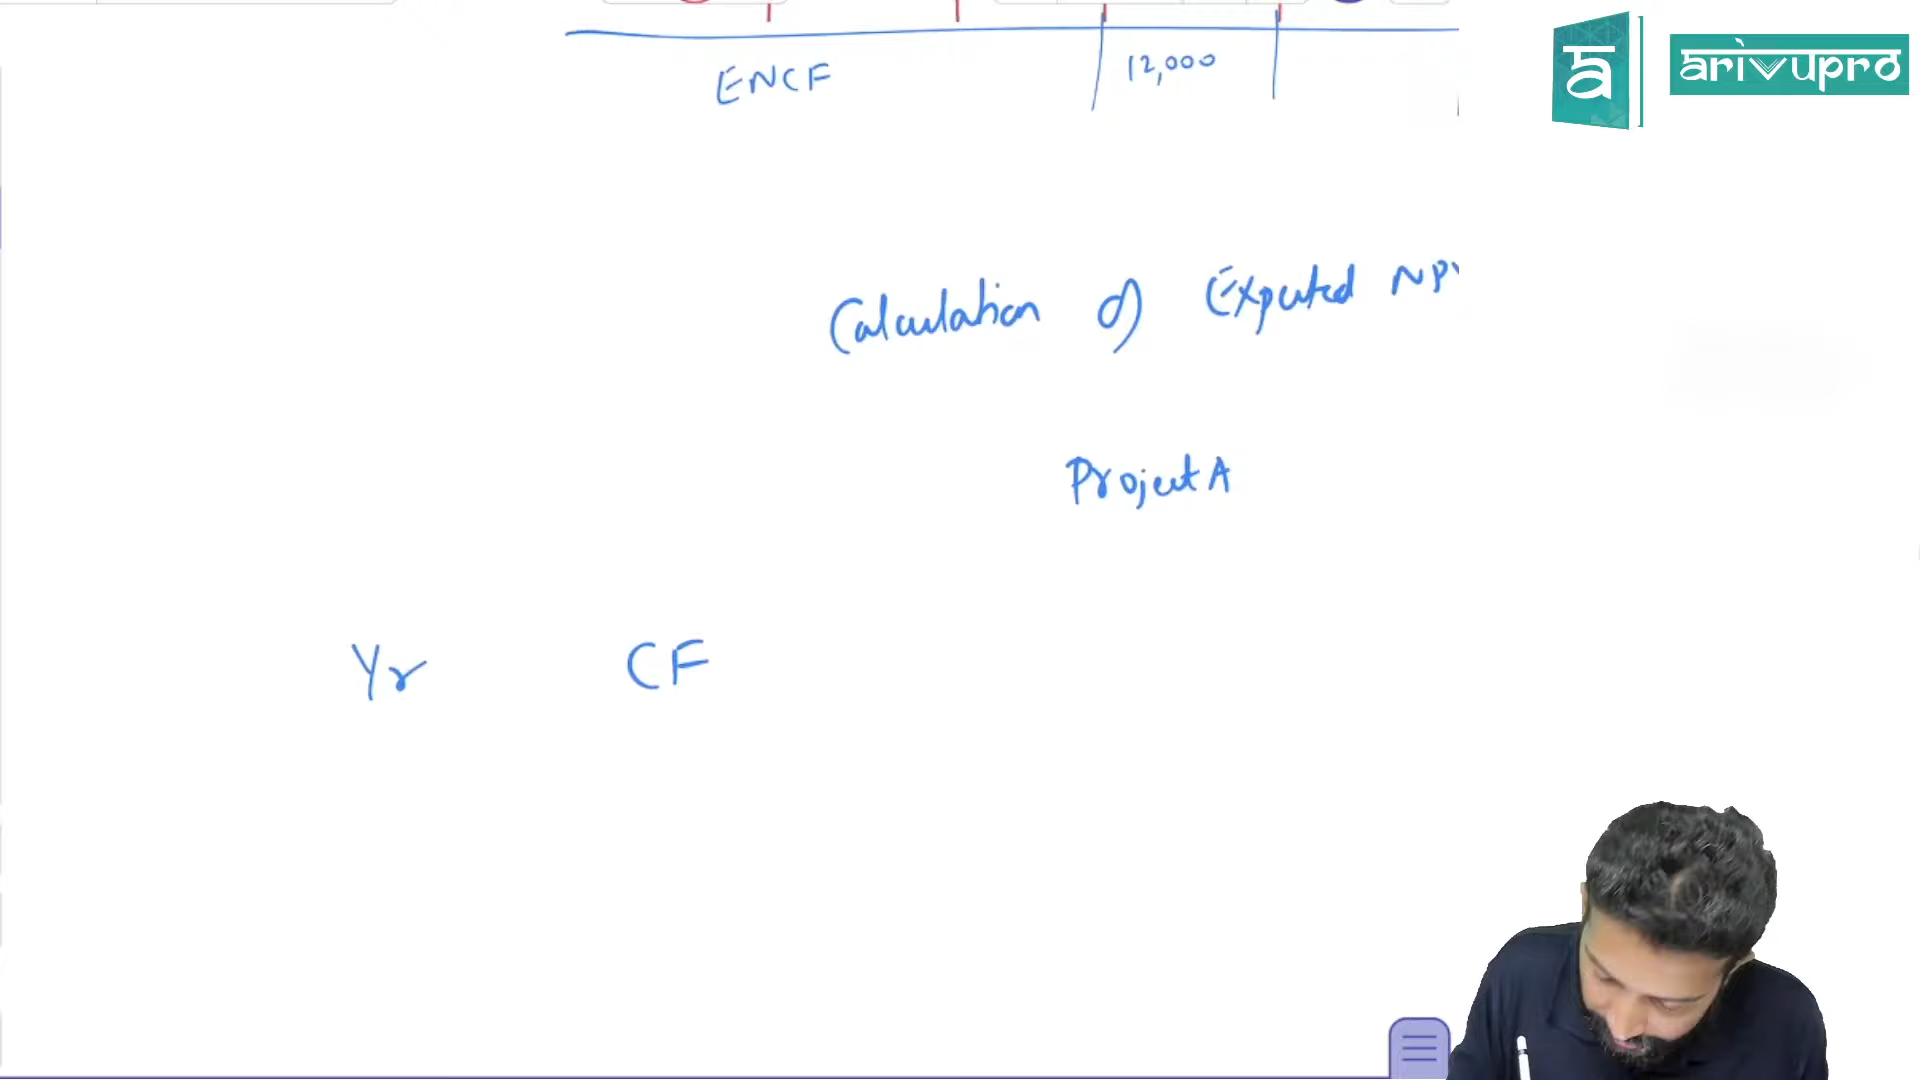 ENCF 12,000
arivupro
Calculation of Expected NPV
Project A
Yr CF